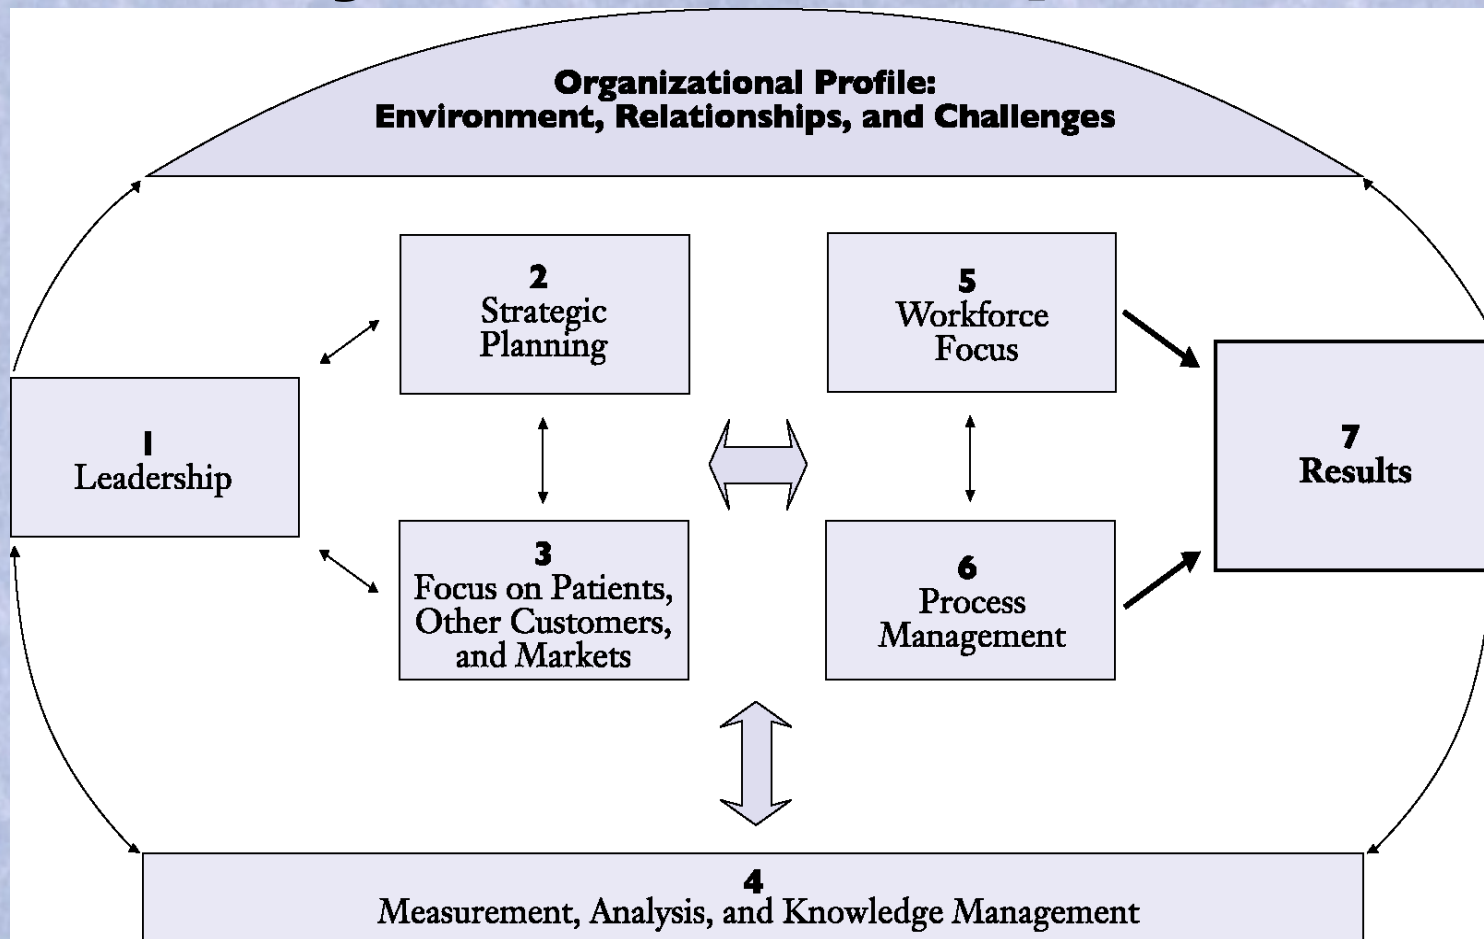 Organizational Profile:
Environment, Relationships, and Challenges
2
Strategic
Planning
5
Workforce
Focus
1
Leadership
7
Results
3
Focus on Patients,
Other Customers,
and Markets
6
Process
Management
4
Measurement, Analysis, and Knowledge Management